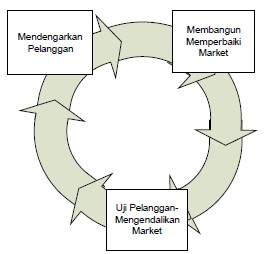 Mendengarkan
Pelanggan
Membangun
Memperbaiki
Market
Uji Pelanggan-
Mengendalikan
Market